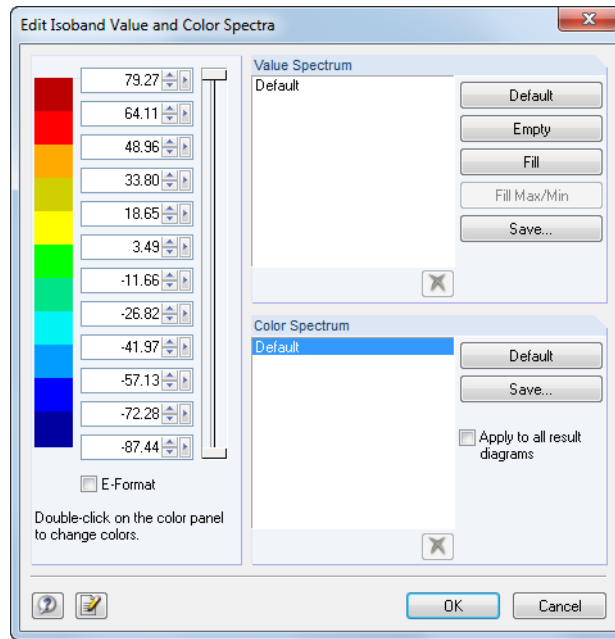 Edit Isoband Value and Color Spectra
79.27
64.11
48.96
33.80
18.65
3.49
-11.66
-26.82
-41.97
-57.13
-72.28
-87.44
E-Format
Double-click on the color panel
to change colors.
Value Spectrum
Default
Default
Empty
Fill
Fill Max/Min
Save...
Color Spectrum
Default
Default
Save...
Apply to all result
diagrams
OK
Cancel